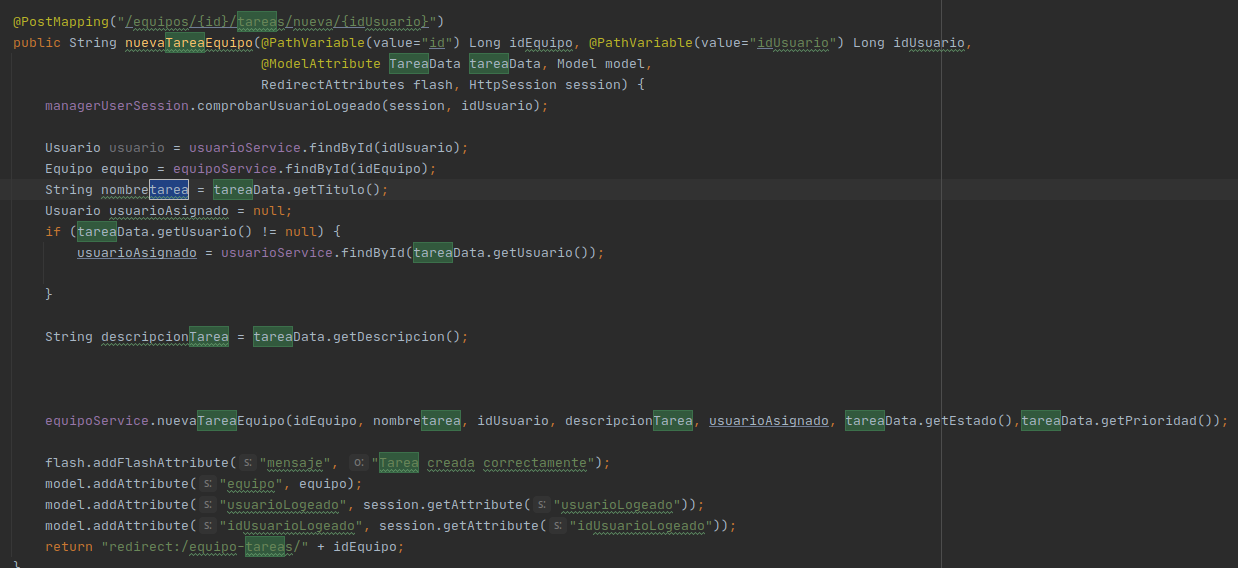 @PostMapping("/equipos/{id}/tareas/nueva/{idUsuario}")
public String nuevaTareaEquipo(@PathVariable(value="id") Long idEquipo, @PathVariable(value="idUsuario") Long idUsuario,
@ModelAttribute TareaData tareaData, Model model,
RedirectAttributes flash, HttpSession session) {
managerUserSession.comprobarUsuarioLogeado(session, idUsuario);
Usuario usuario = usuarioService.findById(idUsuario);
Equipo equipo = equipoService.findById(idEquipo);
String nombretarea = tareaData.getTitulo();
Usuario usuarioAsignado = null;
if (tareaData.getUsuario() != null) {
usuarioAsignado = usuarioService.findById(tareaData.getUsuario());
}
String descripcionTarea = tareaData.getDescripcion();
equipoService.nuevaTareaEquipo(idEquipo, nombretarea, idUsuario, descripcionTarea, usuarioAsignado, tareaData.getEstado(),tareaData.getPrioridad());
flash.addFlashAttribute( s: "mensaje", o: "Tarea creada correctamente");
model.addAttribute( s: "equipo", equipo);
model.addAttribute( s: "usuarioLogeado", session.getAttribute( s: "usuarioLogeado"));
model.addAttribute( s: "idUsuarioLogeado", session.getAttribute( s: "idUsuarioLogeado"));
return "redirect:/equipo-tareas/" + idEquipo;
}